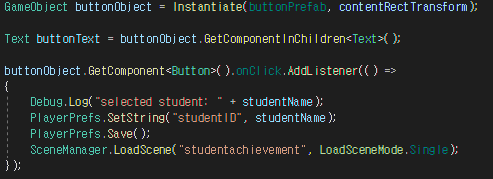 GameObject buttonObject = Instantiate(buttonPrefab, contentRectTransform);
Text buttonText = buttonObject.GetComponentInChildren<Text>();
buttonObject.GetComponent<Button>().onClick.AddListener(() =>
{
Debug.Log("selected student: " + studentName);
PlayerPrefs.SetString("studentID", studentName);
PlayerPrefs.Save();
SceneManager.LoadScene("studentachievement", LoadSceneMode.Single);
});